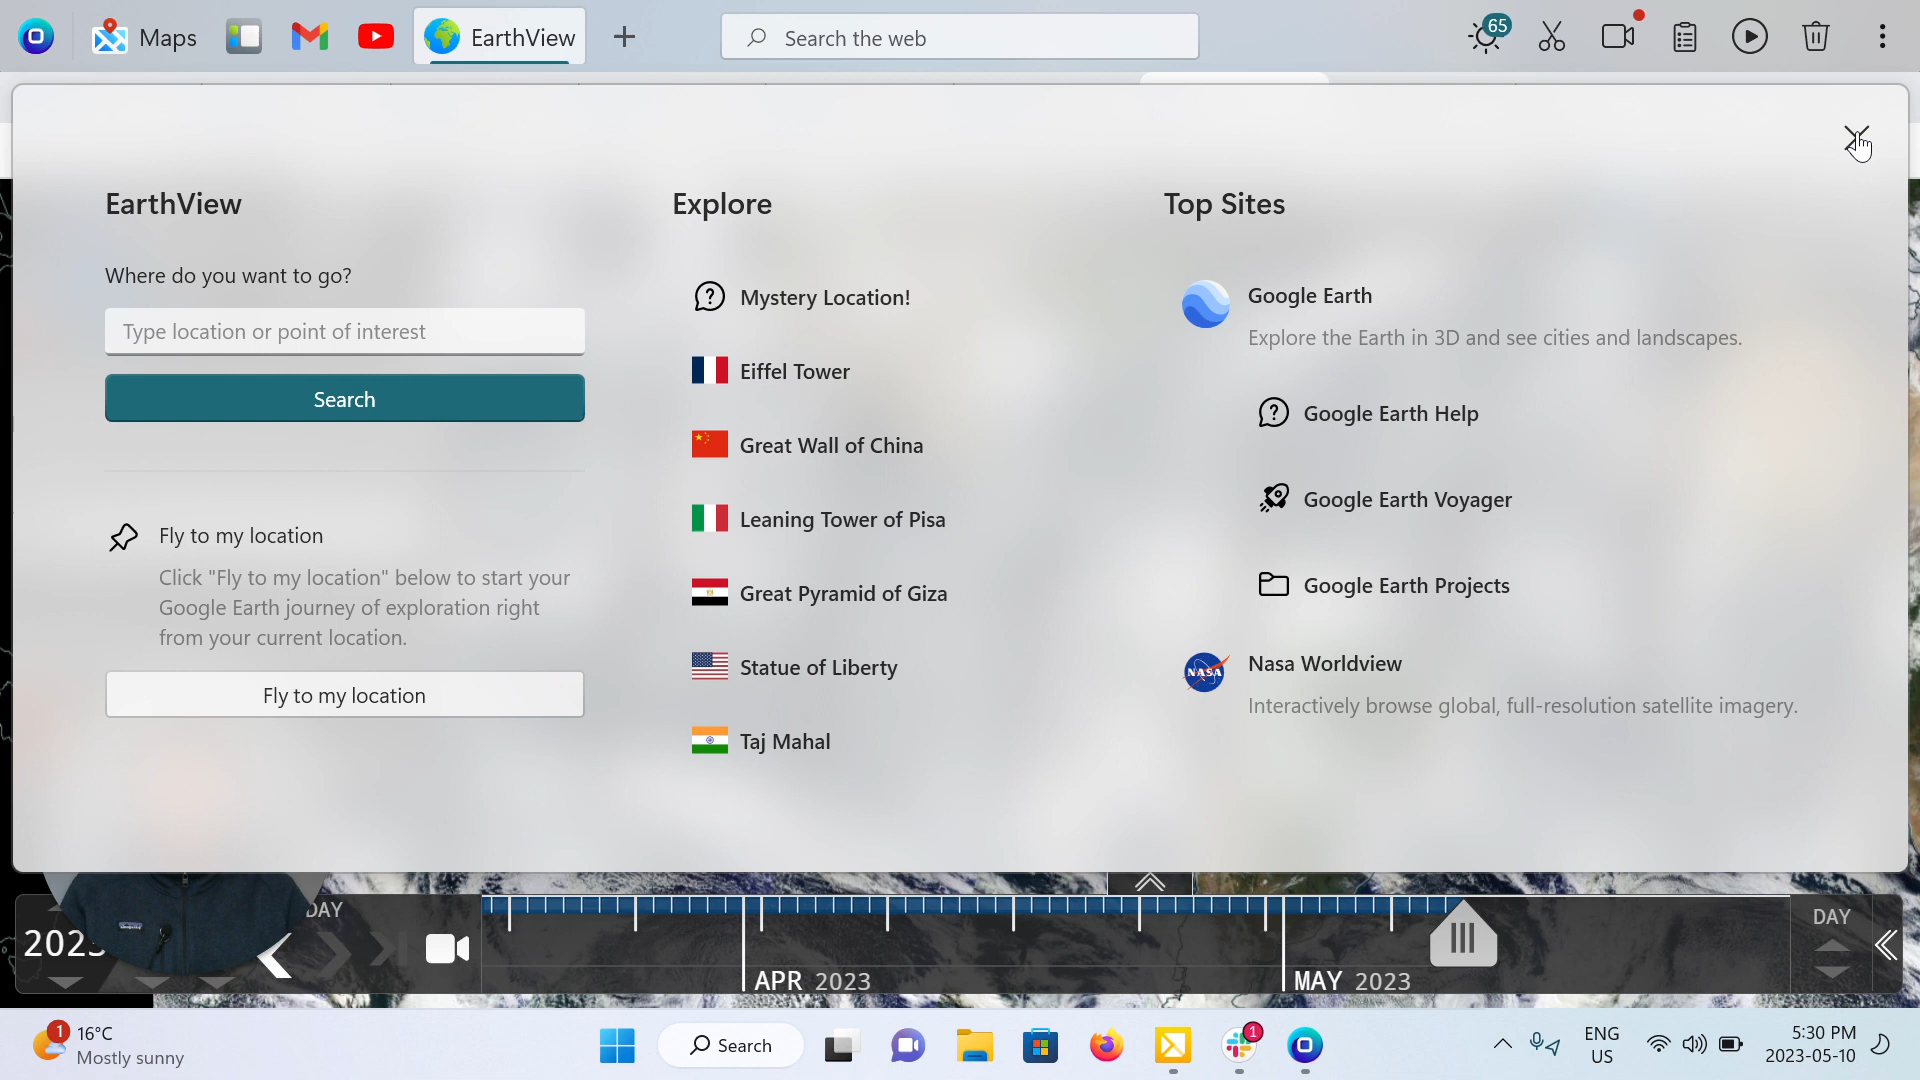 Maps
EarthView
Search the web
65
EarthView
Where do you want to go?
Type location or point of interest
Search
Fly to my location
Click "Fly to my location" below to start your
Google Earth journey of exploration right
from your current location.
Fly to my location
Explore
Mystery Location!
Eiffel Tower
Great Wall of China
Leaning Tower of Pisa
Great Pyramid of Giza
Statue of Liberty
Taj Mahal
Top Sites
Google Earth
Explore the Earth in 3D and see cities and landscapes.
Google Earth Help
Google Earth Voyager
Google Earth Projects
NASA
Nasa Worldview
Interactively browse global, full-resolution satellite imagery.
2023
DAY
APR 2023
MAY 2023
DAY
1
16°C
Mostly sunny
Search
1
ENG
US
5:30 PM
2023-05-10